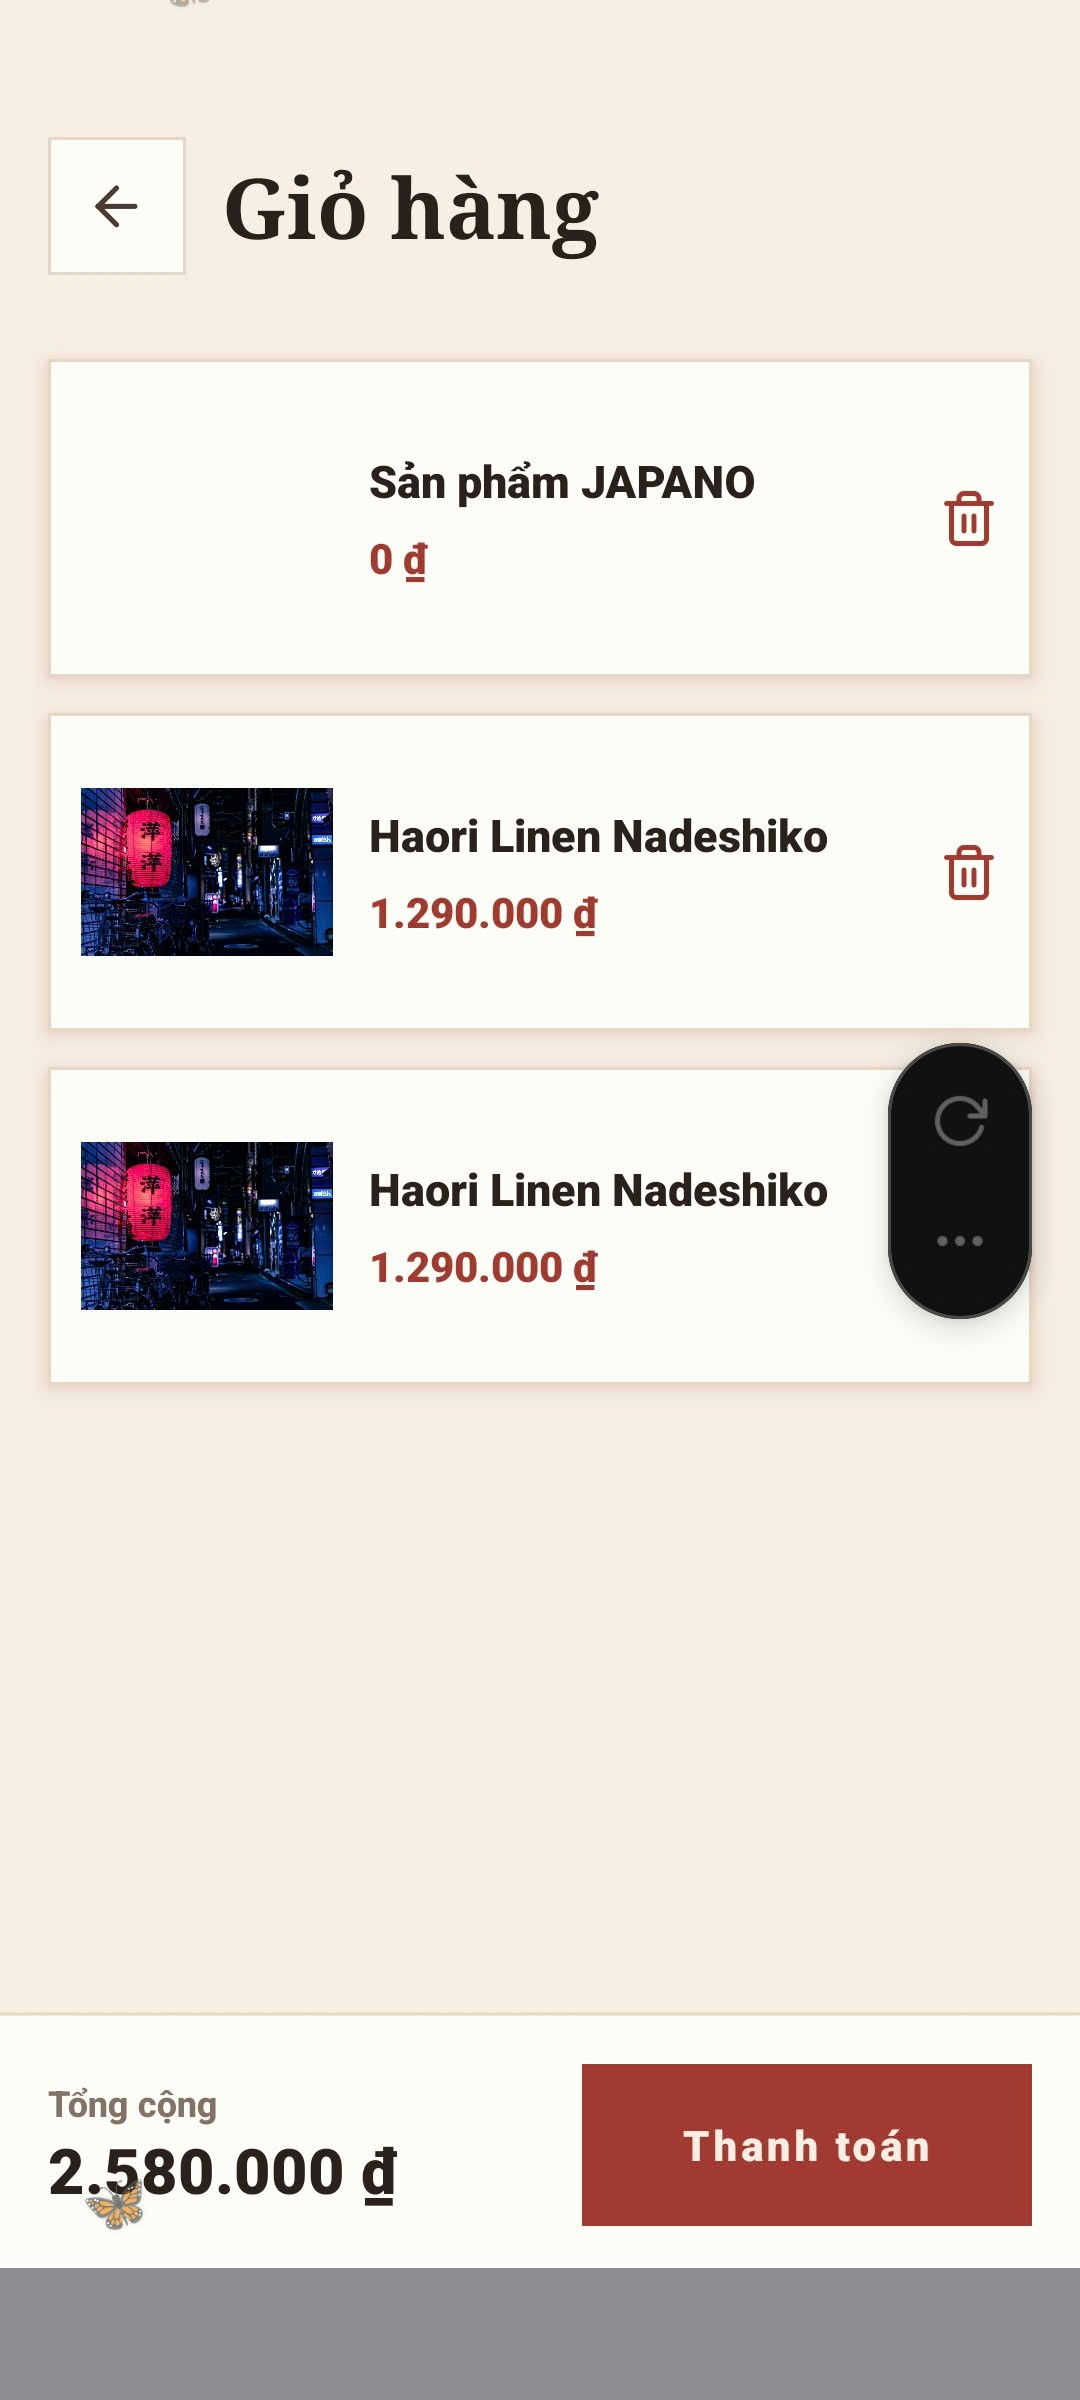 Giỏ hàng
Sản phẩm JAPANO
0 ₫
Haori Linen Nadeshiko
1.290.000 ₫
Haori Linen Nadeshiko
1.290.000 ₫
Tổng cộng
2.580.000 ₫
Thanh toán